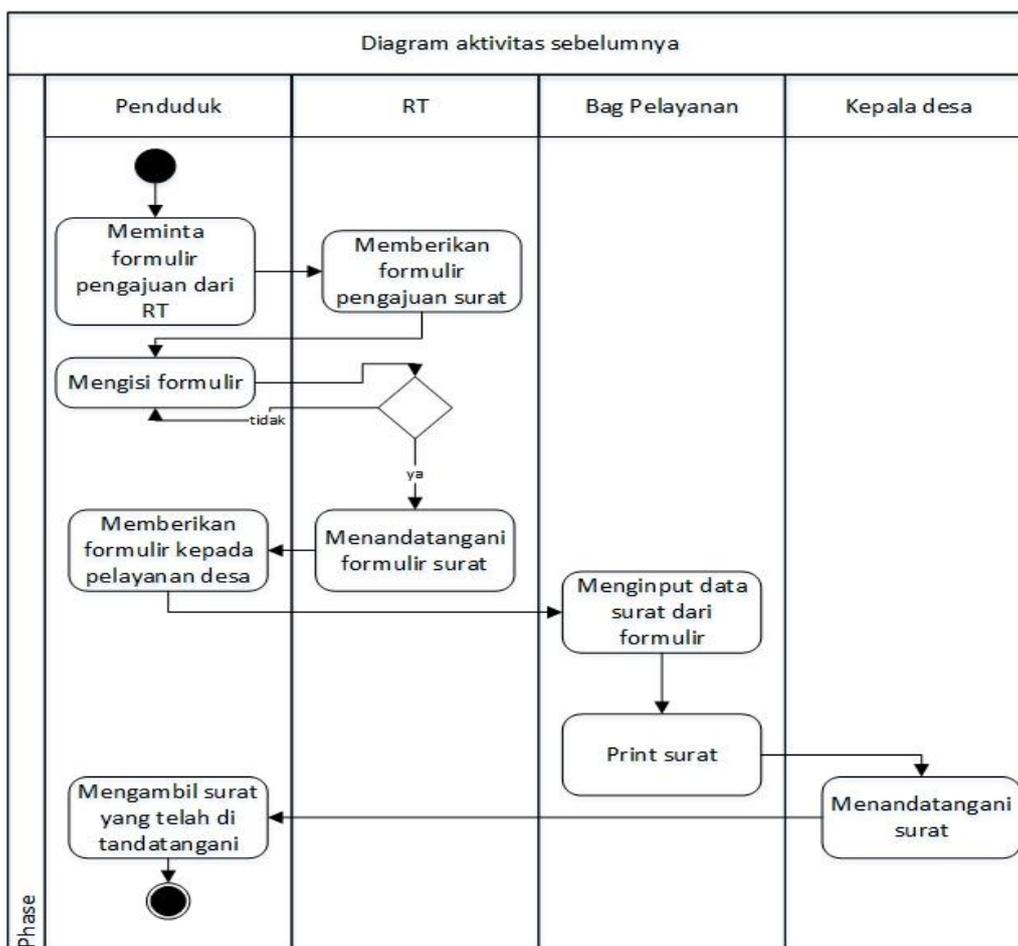 Diagram aktivitas sebelumnya
Penduduk
RT
Bag Pelayanan
Kepala desa
Meminta
formulir
pengajuan dari
RT
Memberikan
formulir
pengajuan surat
Mengisi formulir
tidak
ya
Memberikan
formulir kepada
pelayanan desa
Menandatangani
formulir surat
Menginput data
surat dari
formulir
Print surat
Menandatangani
surat
Mengambil surat
yang telah di
tandatangani
Phase